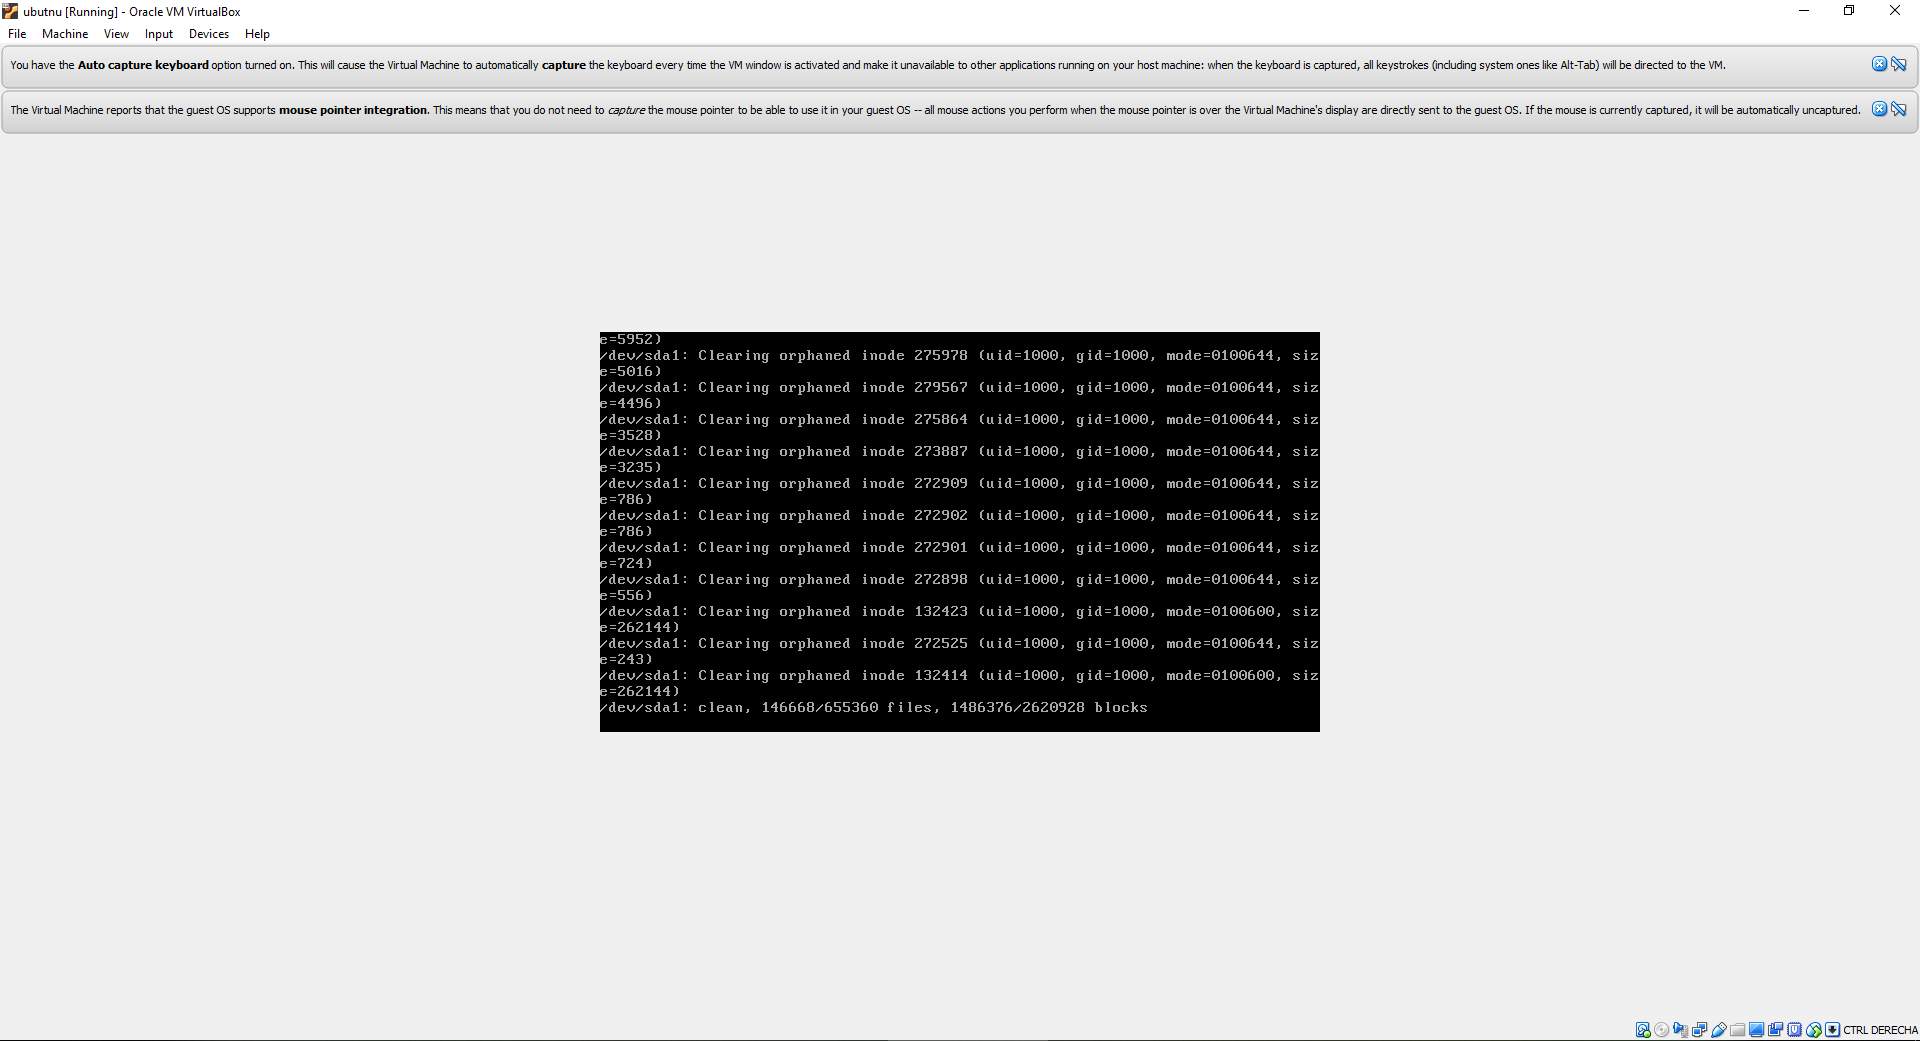 ubutnu [Running] - Oracle VM VirtualBox
File Machine View Input Devices Help
You have the Auto capture keyboard option turned on. This will cause the Virtual Machine to automatically capture the keyboard every time the VM window is activated and make it unavailable to other applications running on your host machine: when the keyboard is captured, all keystrokes (including system ones like Alt-Tab) will be directed to the VM.
The Virtual Machine reports that the guest OS supports mouse pointer integration. This means that you do not need to capture the mouse pointer to be able to use it in your guest OS -- all mouse actions you perform when the mouse pointer is over the Virtual Machine's display are directly sent to the guest OS. If the mouse is currently captured, it will be automatically uncaptured.
e=5952)
/dev/sda1: Clearing orphaned inode 275978 (uid=1000, gid=1000, mode=0100644, siz
e=5016)
/dev/sda1: Clearing orphaned inode 279567 (uid=1000, gid=1000, mode=0100644, siz
e=4496)
/dev/sda1: Clearing orphaned inode 275864 (uid=1000, gid=1000, mode=0100644, siz
e=3528)
/dev/sda1: Clearing orphaned inode 273887 (uid=1000, gid=1000, mode=0100644, siz
e=3235)
/dev/sda1: Clearing orphaned inode 272909 (uid=1000, gid=1000, mode=0100644, siz
e=786)
/dev/sda1: Clearing orphaned inode 272902 (uid=1000, gid=1000, mode=0100644, siz
e=786)
/dev/sda1: Clearing orphaned inode 272901 (uid=1000, gid=1000, mode=0100644, siz
e=724)
/dev/sda1: Clearing orphaned inode 272898 (uid=1000, gid=1000, mode=0100644, siz
e=556)
/dev/sda1: Clearing orphaned inode 132423 (uid=1000, gid=1000, mode=0100600, siz
e=262144)
/dev/sda1: Clearing orphaned inode 272525 (uid=1000, gid=1000, mode=0100644, siz
e=243)
/dev/sda1: Clearing orphaned inode 132414 (uid=1000, gid=1000, mode=0100600, siz
e=262144)
/dev/sda1: clean, 146668/655360 files, 1486376/2620928 blocks
CTRL DERECHA